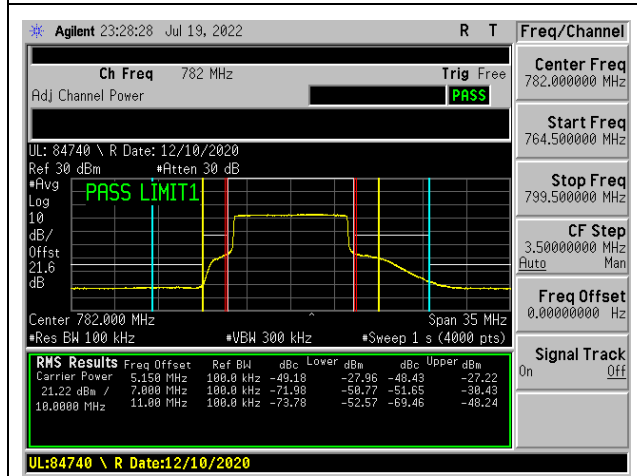 Agilent 23:28:28 Jul 19, 2022 R T
Freq/Channel
Ch Freq 782 MHz Trig Free
Adj Channel Power PASS
Center Freq
782.000000 MHz
Start Freq
764.500000 MHz
Stop Freq
799.500000 MHz
CF Step
3.50000000 MHz
Auto Man
Freq Offset
0.00000000 Hz
Signal Track
On Off
UL: 84740 \ R Date: 12/10/2020
Ref 30 dBm #Atten 30 dB
#Avg
Log
10
dB/
Offst
21.6
dB
PASS LIMIT1
Center 782.000 MHz Span 35 MHz
#Res BW 100 kHz #VBW 300 kHz #Sweep 1 s (4000 pts)
RMS Results Freq Offset Ref BW dBc Lower dBm dBc Upper dBm
Carrier Power 5.150 MHz 100.0 kHz -49.18 -27.96 -48.43 -27.22
21.22 dBm / 7.000 MHz 100.0 kHz -71.98 -50.77 -51.65 -30.43
10.0000 MHz 11.00 MHz 100.0 kHz -73.78 -52.57 -69.46 -48.24
UL:84740 \ R Date:12/10/2020